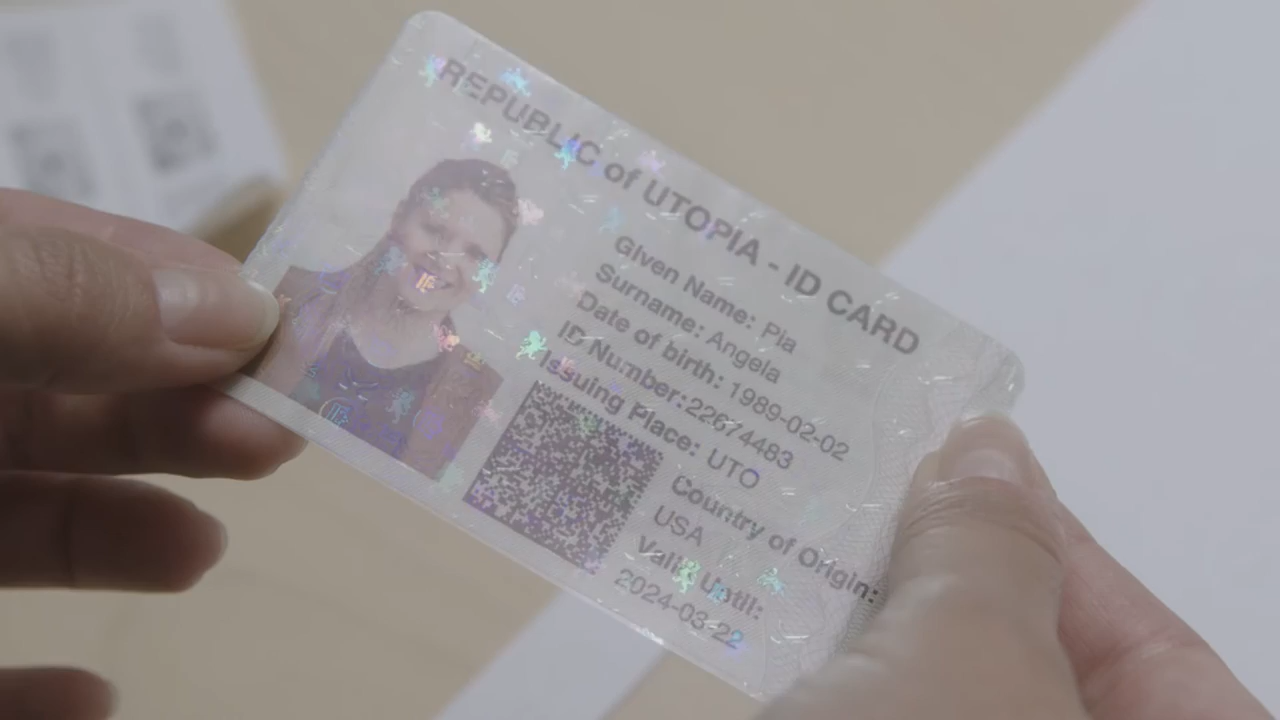 REPUBLIC of UTOPIA - ID CARD
Given Name: Pia
Surname: Angela
Date of birth: 1989-02-02
ID Number:22674483
Issuing Place: UTO
Country of Origin:
USA
Valid Until:
2024-03-22